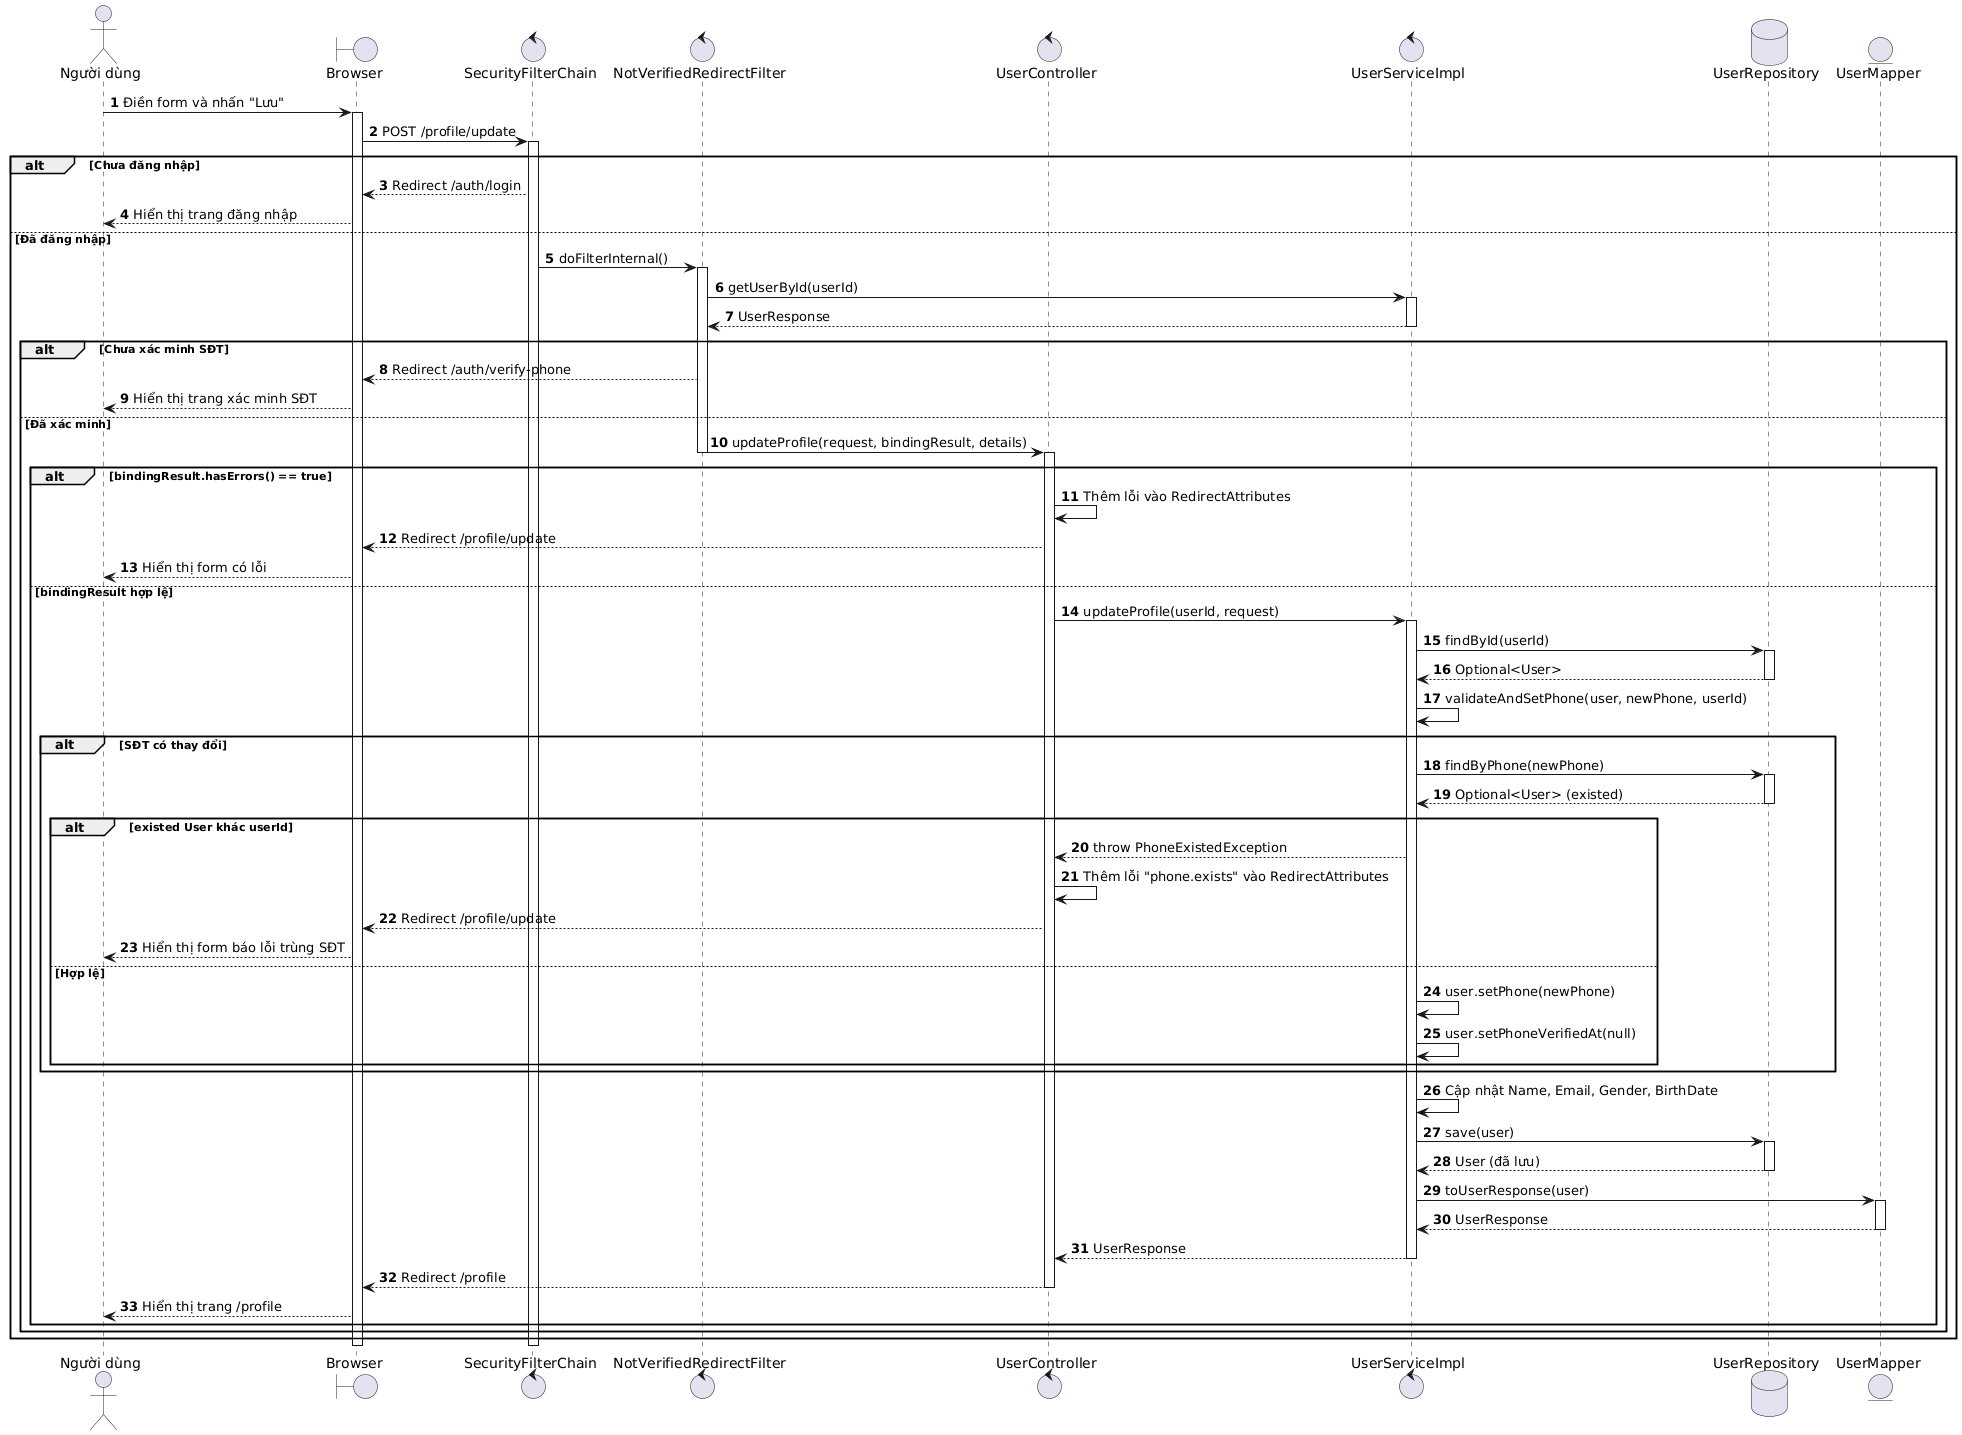 Người dùng
Browser
SecurityFilterChain
NotVerifiedRedirectFilter
UserController
UserServiceImpl
UserRepository
UserMapper
1 Điền form và nhấn "Lưu"
2 POST /profile/update
alt [Chưa đăng nhập]
3 Redirect /auth/login
4 Hiển thị trang đăng nhập
[Đã đăng nhập]
5 doFilterInternal()
6 getUserById(userId)
7 UserResponse
alt [Chưa xác minh SĐT]
8 Redirect /auth/verify-phone
9 Hiển thị trang xác minh SĐT
[Đã xác minh]
10 updateProfile(request, bindingResult, details)
alt [bindingResult.hasErrors() == true]
11 Thêm lỗi vào RedirectAttributes
12 Redirect /profile/update
13 Hiển thị form có lỗi
[bindingResult hợp lệ]
14 updateProfile(userId, request)
15 findById(userId)
16 Optional<User>
17 validateAndSetPhone(user, newPhone, userId)
alt [SĐT có thay đổi]
18 findByPhone(newPhone)
19 Optional<User> (existed)
alt [existed User khác userId]
20 throw PhoneExistedException
21 Thêm lỗi "phone.exists" vào RedirectAttributes
22 Redirect /profile/update
23 Hiển thị form báo lỗi trùng SĐT
[Hợp lệ]
24 user.setPhone(newPhone)
25 user.setPhoneVerifiedAt(null)
26 Cập nhật Name, Email, Gender, BirthDate
27 save(user)
28 User (đã lưu)
29 toUserResponse(user)
30 UserResponse
31 UserResponse
32 Redirect /profile
33 Hiển thị trang /profile
Người dùng
Browser
SecurityFilterChain
NotVerifiedRedirectFilter
UserController
UserServiceImpl
UserRepository
UserMapper